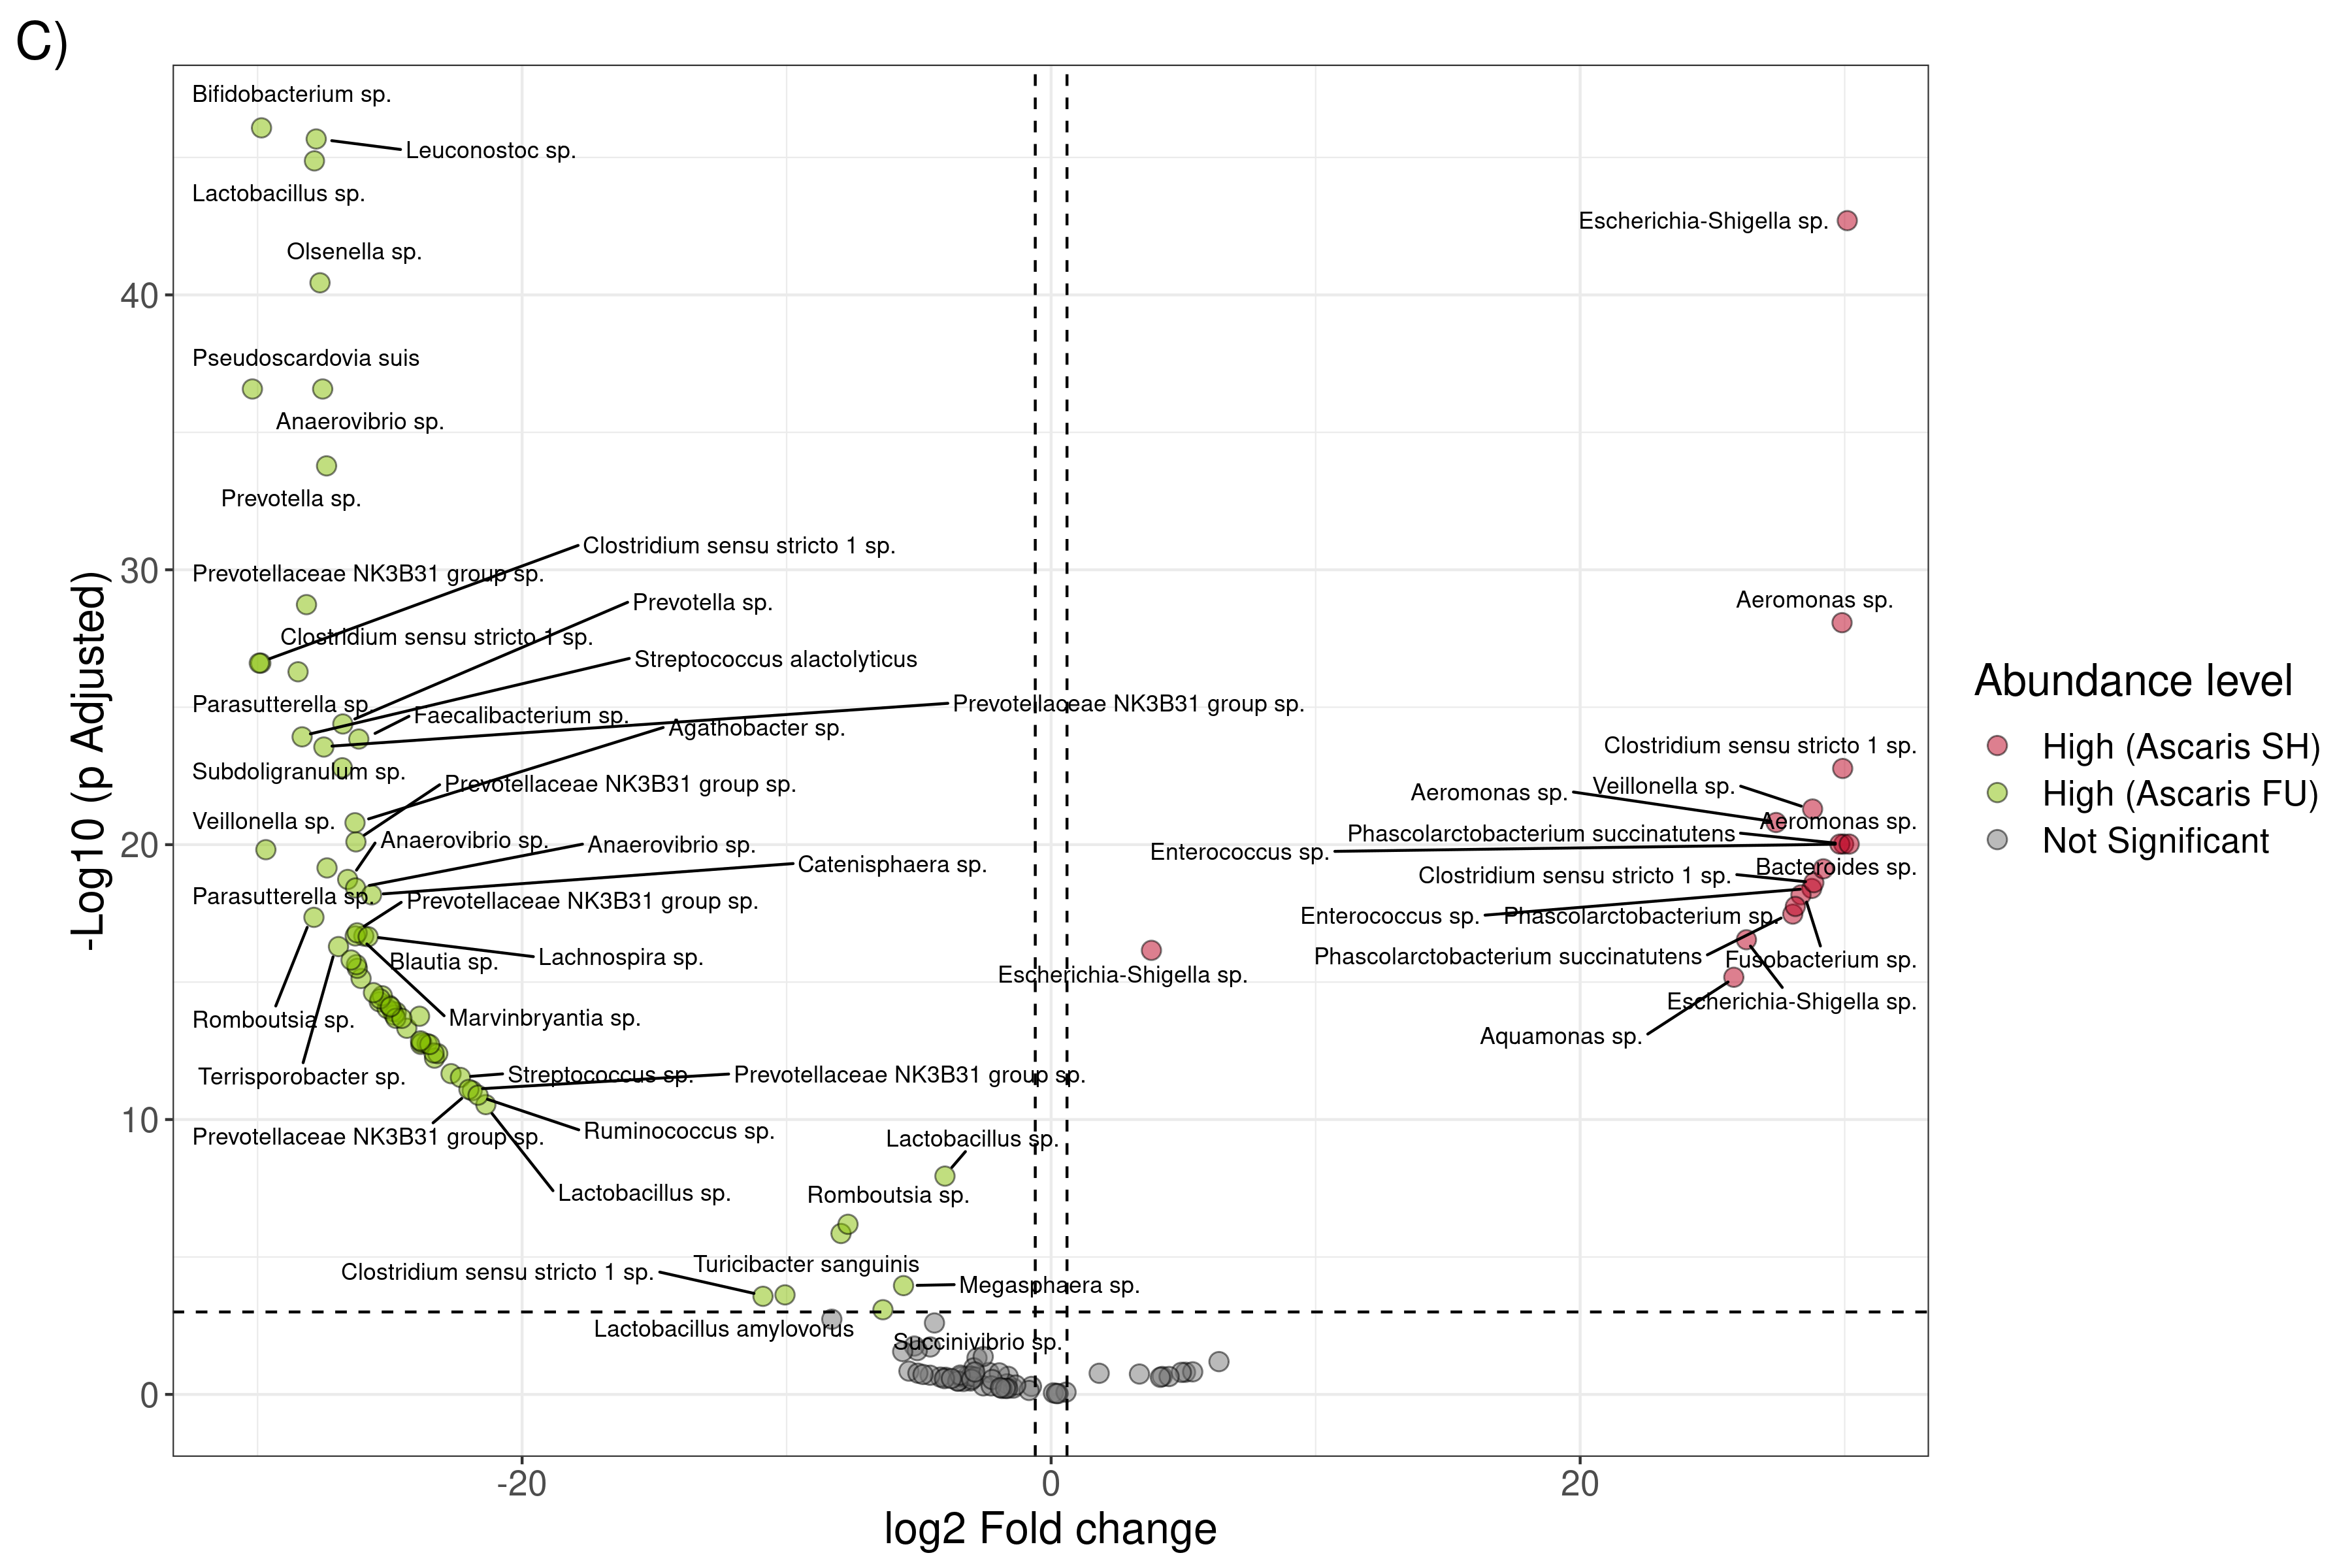 C)
Bifidobacterium sp.
Leuconostoc sp.
Lactobacillus sp.
Escherichia-Shigella sp.
Olsenella sp.
40
Pseudoscardovia suis
Anaerovibrio sp.
Prevotella sp.
Clostridium sensu stricto 1 sp.
30
Prevotellaceae NK3B31 group sp.
Prevotella sp.
Aeromonas sp.
Clostridium sensu stricto 1 sp.
Streptococcus alactolyticus
Parasutterella sp.
Prevotellaceae NK3B31 group sp.
Faecalibacterium sp.
Agathobacter sp.
Clostridium sensu stricto 1 sp.
Subdoligranulum sp.
Prevotellaceae NK3B31 group sp.
Veillonella sp.
Aeromonas sp.
Veillonella sp.
Aeromonas sp.
Phascolarctobacterium succinatutens
20
Anaerovibrio sp.
Anaerovibrio sp.
Enterococcus sp.
Catenisphaera sp.
Bacteroides sp.
Clostridium sensu stricto 1 sp.
Parasutterella sp.
Prevotellaceae NK3B31 group sp.
Enterococcus sp.
Phascolarctobacterium sp.
Lachnospira sp.
Blautia sp.
Phascolarctobacterium succinatutens
Fusobacterium sp.
Escherichia-Shigella sp.
Escherichia-Shigella sp.
Romboutsia sp.
Marvinbryantia sp.
Aquamonas sp.
Terrisporobacter sp.
Streptococcus sp.
Prevotellaceae NK3B31 group sp.
10
Prevotellaceae NK3B31 group sp.
Ruminococcus sp.
Lactobacillus sp.
Lactobacillus sp.
Romboutsia sp.
Turicibacter sanguinis
Clostridium sensu stricto 1 sp.
Megasphaera sp.
Lactobacillus amylovorus
Succinivibrio sp.
0
-20
0
20
log2 Fold change
-Log10 (p Adjusted)
Abundance level
High (Ascaris SH)
High (Ascaris FU)
Not Significant